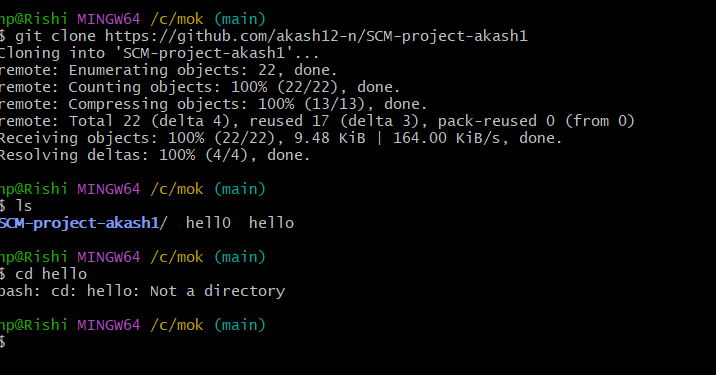 np@Rishi MINGW64 /c/mok (main)
$ git clone https://github.com/akash12-n/SCM-project-akash1
Cloning into 'SCM-project-akash1'...
remote: Enumerating objects: 22, done.
remote: Counting objects: 100% (22/22), done.
remote: Compressing objects: 100% (13/13), done.
remote: Total 22 (delta 4), reused 17 (delta 3), pack-reused 0 (from 0)
Receiving objects: 100% (22/22), 9.48 KiB | 164.00 KiB/s, done.
Resolving deltas: 100% (4/4), done.
np@Rishi MINGW64 /c/mok (main)
$ ls
SCM-project-akash1/ hell0 hello
np@Rishi MINGW64 /c/mok (main)
$ cd hello
bash: cd: hello: Not a directory
np@Rishi MINGW64 /c/mok (main)
$